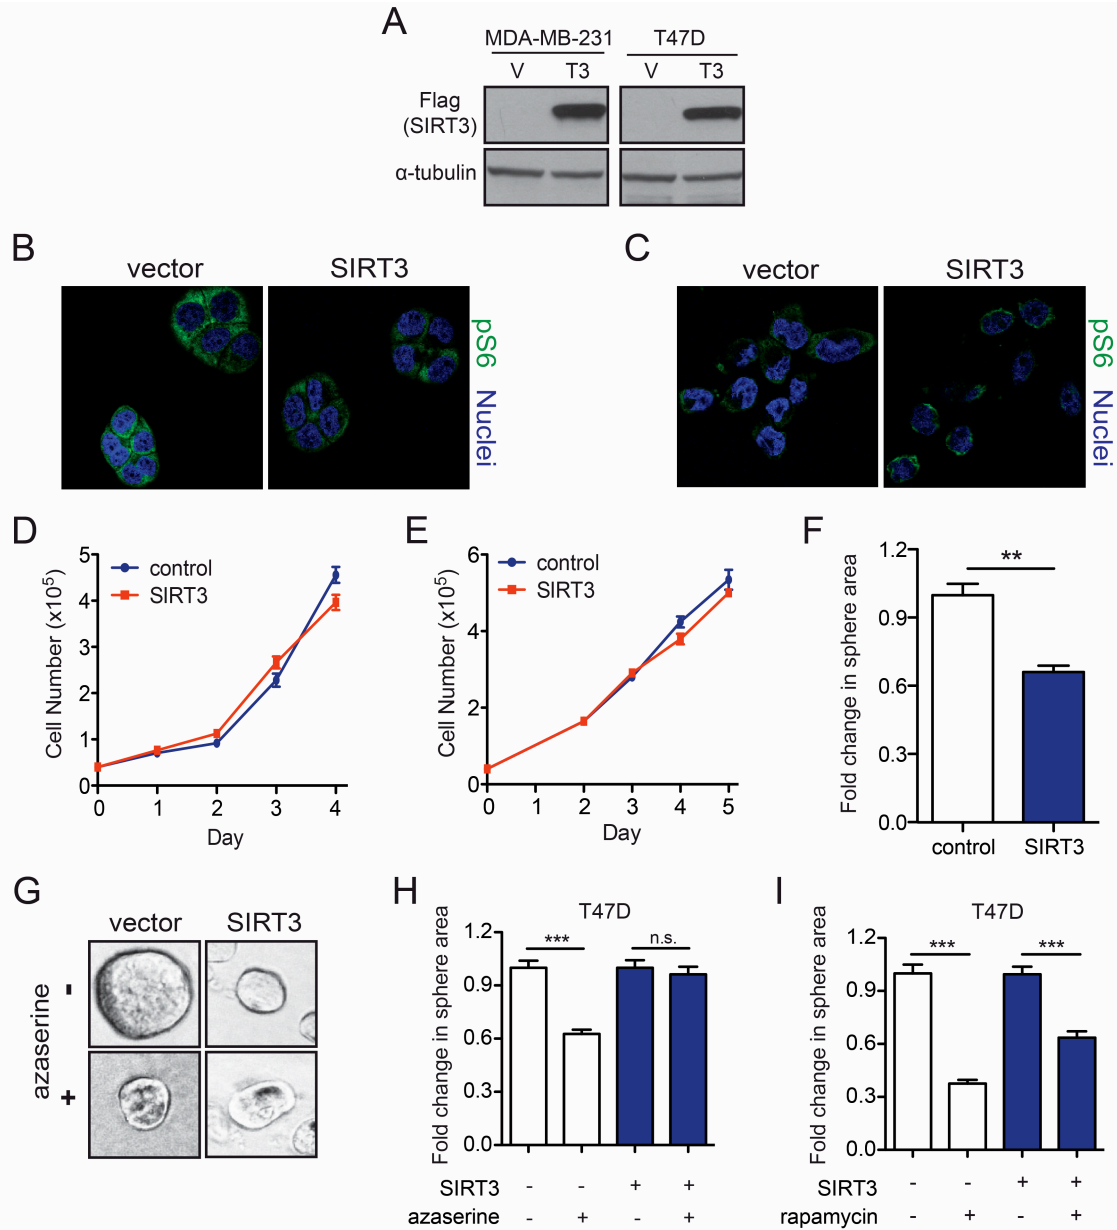 A
MDA-MB-231 T47D
V T3 V T3
Flag
(SIRT3)
α-tubulin
B
vector SIRT3
pS6 Nuclei
C
vector SIRT3
pS6 Nuclei
D
Cell Number (x10⁵)
control
SIRT3
5
4
3
2
1
0
0 1 2 3 4
Day
E
Cell Number (x10⁵)
control
SIRT3
6
4
2
0
0 1 2 3 4 5
Day
F
Fold change in sphere area
**
1.2
0.9
0.6
0.3
0.0
control SIRT3
G
vector SIRT3
azaserine
-
+
H
T47D
Fold change in sphere area
*** n.s.
1.2
0.9
0.6
0.3
0.0
SIRT3 - - + +
azaserine - + - +
I
T47D
Fold change in sphere area
*** ***
1.2
0.9
0.6
0.3
0.0
SIRT3 - - + +
rapamycin - + - +